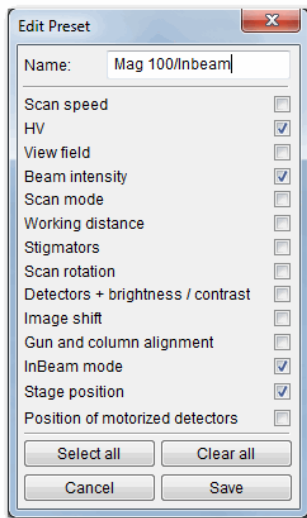 Edit Preset
Name: Mag 100/Inbeam
Scan speed
HV
View field
Beam intensity
Scan mode
Working distance
Stigmators
Scan rotation
Detectors + brightness / contrast
Image shift
Gun and column alignment
InBeam mode
Stage position
Position of motorized detectors
Select all Clear all
Cancel Save